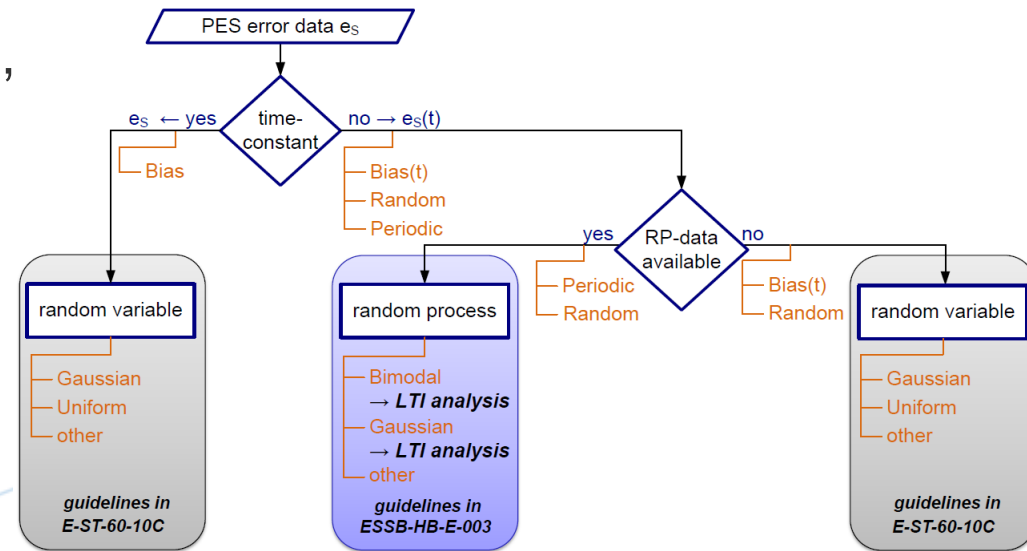 PES error data eS
,
time-
constant
eS ← yes
no → eS(t)
Bias
Bias(t)
Random
Periodic
RP-data
available
yes
no
Periodic
Random
Bias(t)
Random
random variable
Gaussian
Uniform
other
guidelines in
E-ST-60-10C
random process
Bimodal
→ LTI analysis
Gaussian
→ LTI analysis
other
guidelines in
ESSB-HB-E-003
random variable
Gaussian
Uniform
other
guidelines in
E-ST-60-10C